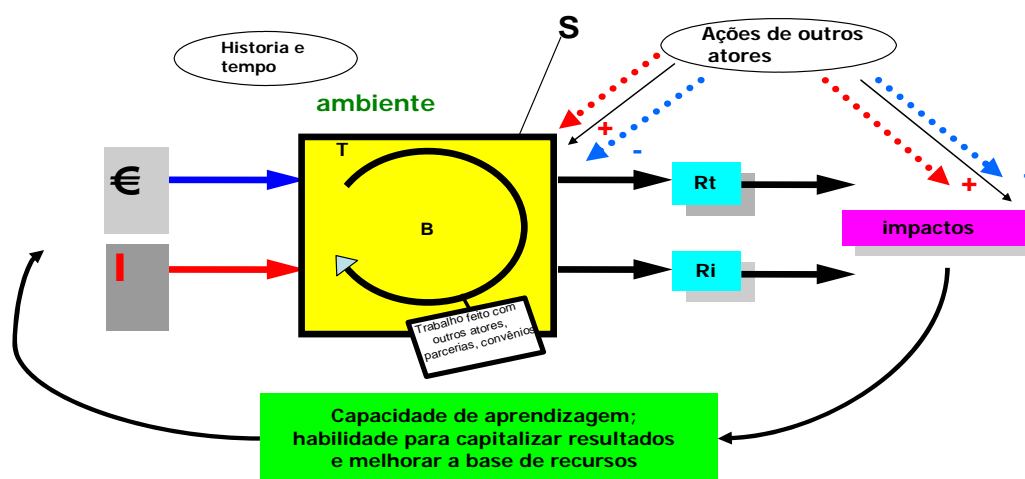 S
Historia e
tempo
Ações de outros
atores
ambiente
+
-
T
€
Rt
+
-
B
impactos
I
Ri
Trabalho feito com
outros atores,
parcerias, convênios
Capacidade de aprendizagem;
habilidade para capitalizar resultados
e melhorar a base de recursos